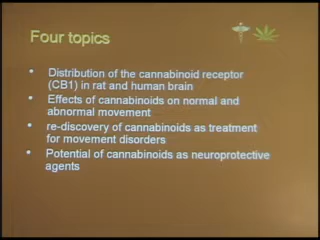 Four topics
• Distribution of the cannabinoid receptor
(CB1) in rat and human brain
• Effects of cannabinoids on normal and
abnormal movement
• re-discovery of cannabinoids as treatment
for movement disorders
• Potential of cannabinoids as neuroprotective
agents